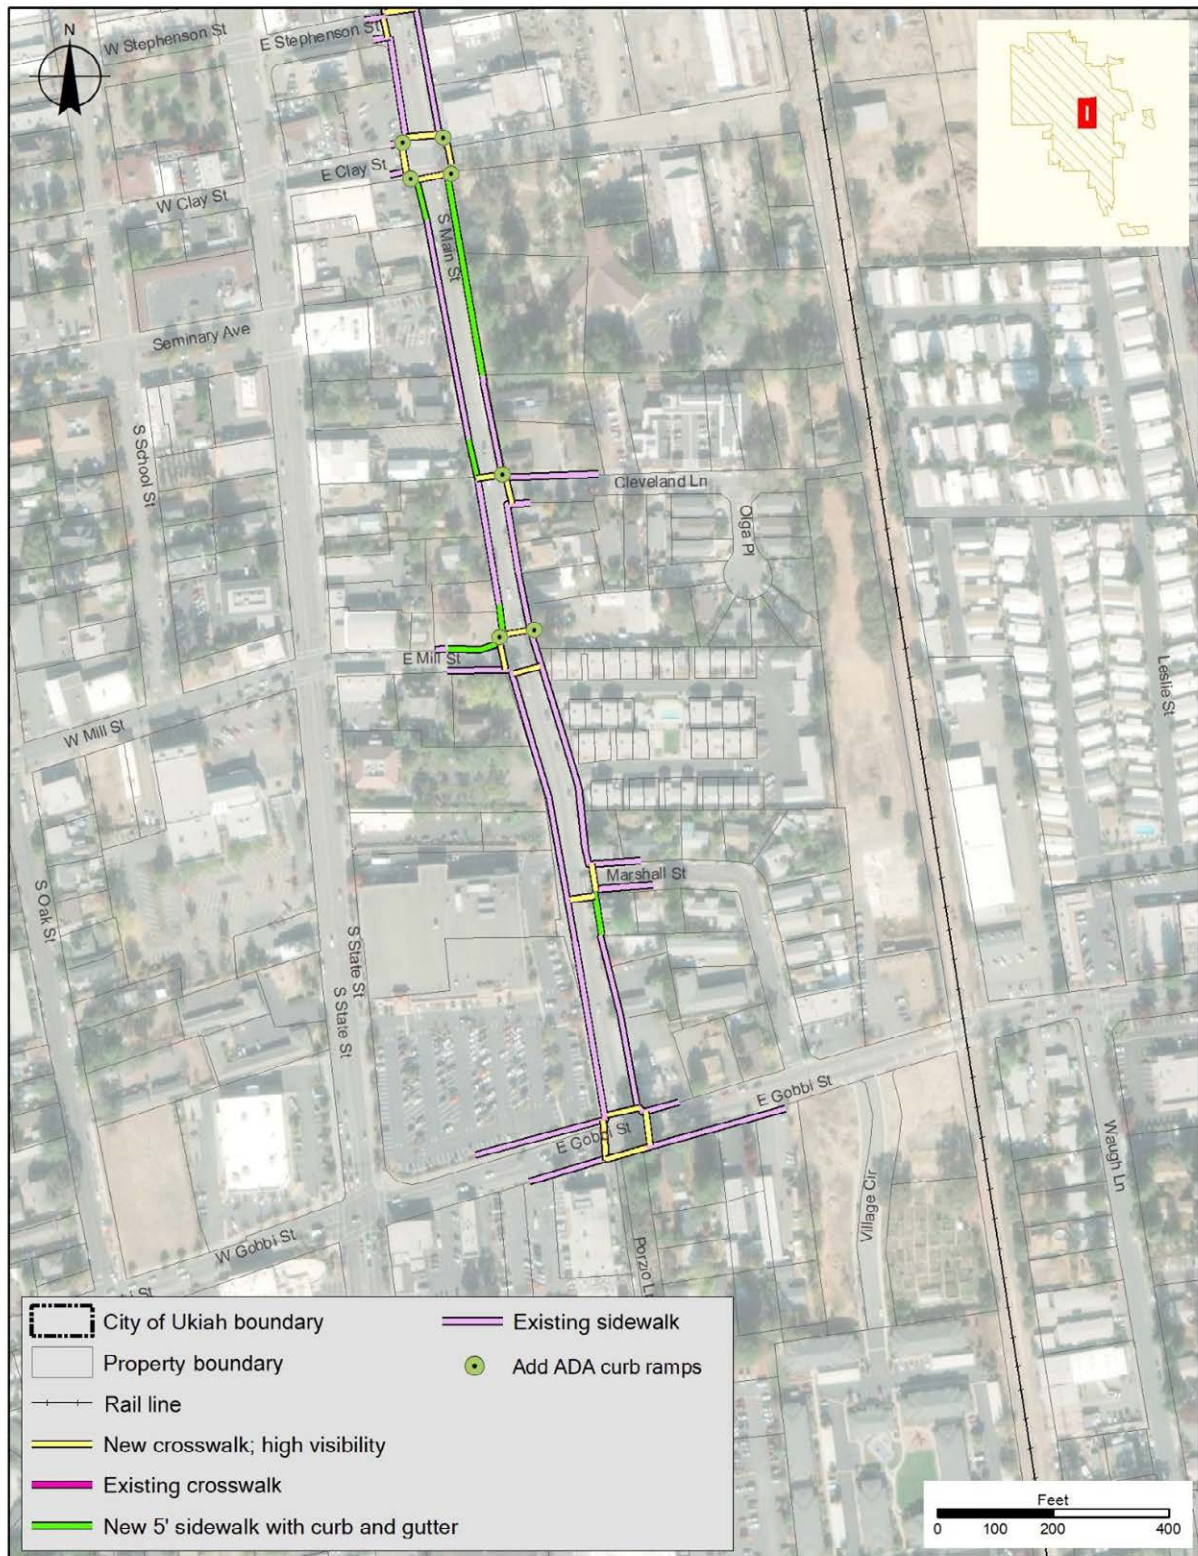 N
W Stephenson St
E Stephenson St
E Clay St
W Clay St
S Main St
Seminary Ave
S School St
Cleveland Ln
Olga Pl
E Mill St
W Mill St
Leslie St
Marshall St
S Oak St
S State St
S State St
E Gobbi St
E Gobbi St
Waugh Ln
Village Cir
W Gobbi St
Porzio Ln
St
City of Ukiah boundary
Property boundary
Rail line
New crosswalk; high visibility
Existing crosswalk
New 5' sidewalk with curb and gutter
Existing sidewalk
Add ADA curb ramps
Feet
0 100 200 400